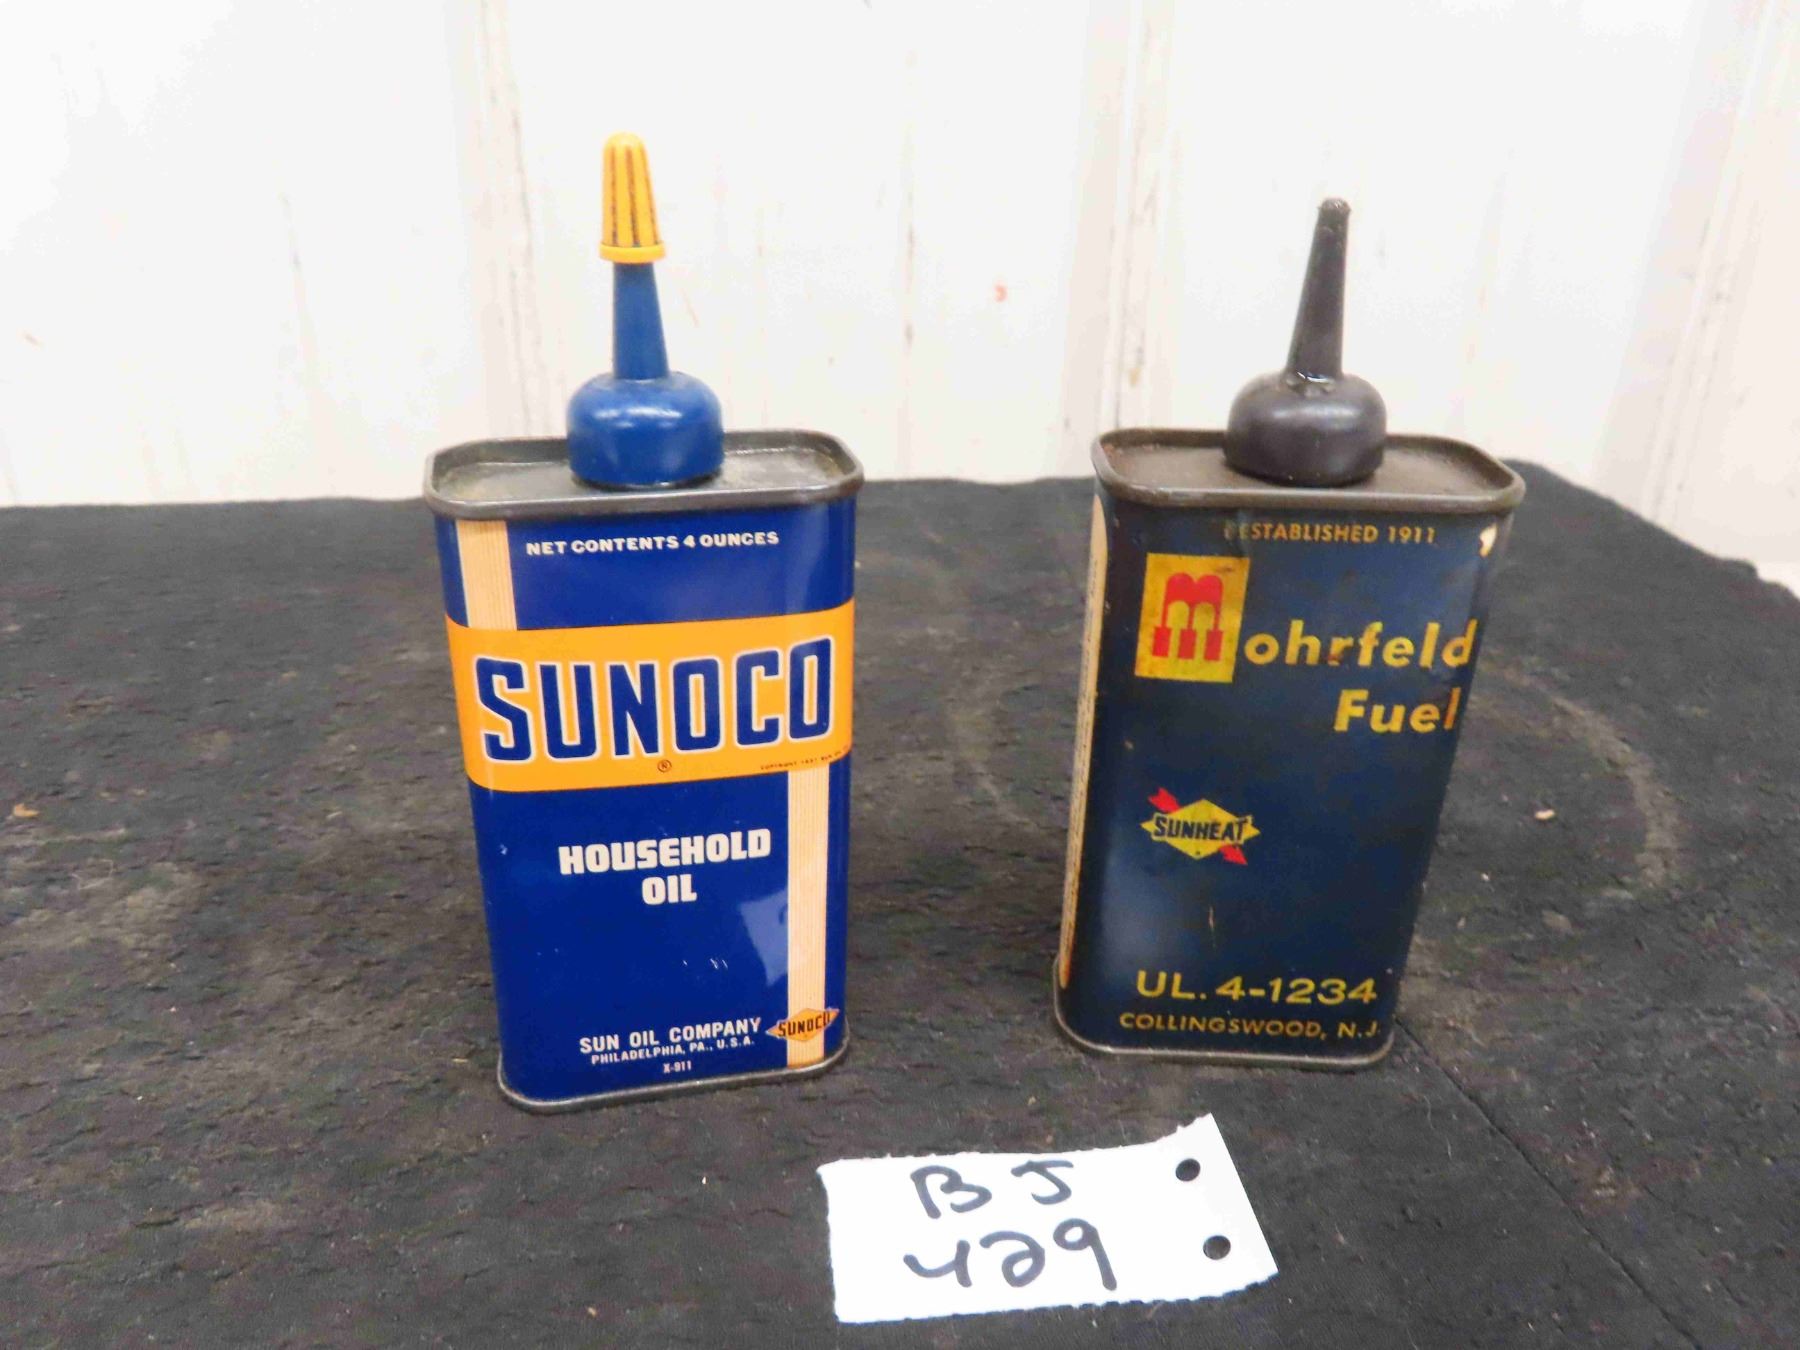 NET CONTENTS 4 OUNCES
SUNOCO
®
HOUSEHOLD
OIL
SUN OIL COMPANY
PHILADELPHIA, PA., U.S.A.
X-911
SUNOCO
ESTABLISHED 1911
Mohrfeld
Fuel
SUNHEAT
UL. 4-1234
COLLINGSWOOD, N.J.
BJ
429